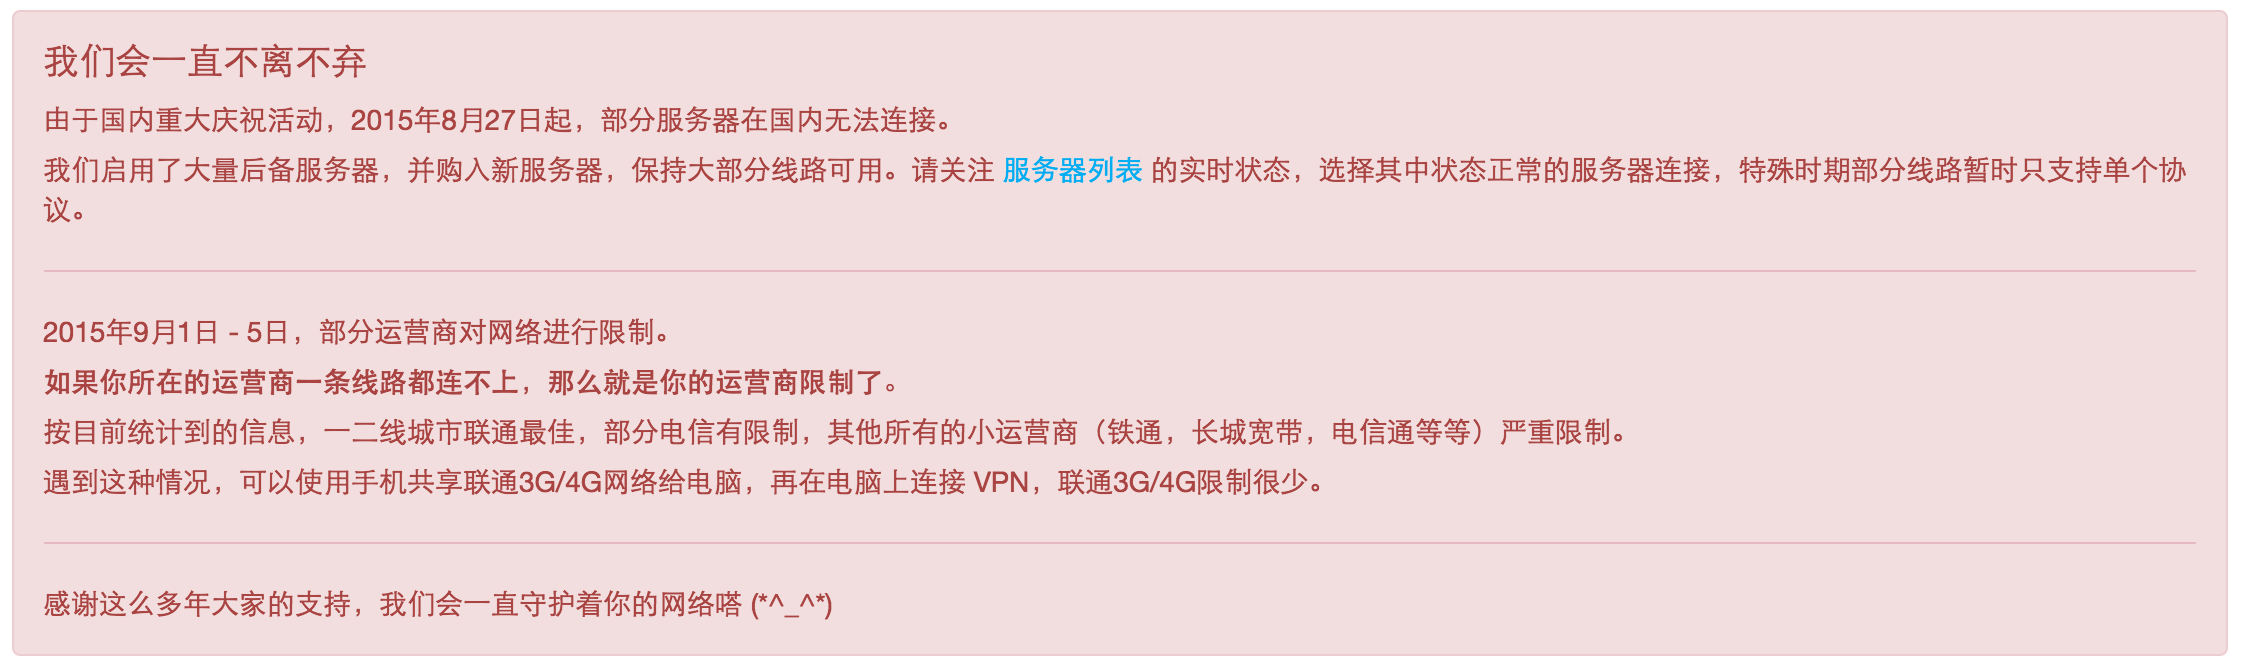 我们会一直不离不弃
由于国内重大庆祝活动，2015年8月27日起，部分服务器在国内无法连接。
我们启用了大量后备服务器，并购入新服务器，保持大部分线路可用。请关注 服务器列表 的实时状态，选择其中状态正常的服务器连接，特殊时期部分线路暂时只支持单个协
议。
2015年9月1日 - 5日，部分运营商对网络进行限制。
如果你所在的运营商一条线路都连不上，那么就是你的运营商限制了。
按目前统计到的信息，一二线城市联通最佳，部分电信有限制，其他所有的小运营商（铁通，长城宽带，电信通等等）严重限制。
遇到这种情况，可以使用手机共享联通3G/4G网络给电脑，再在电脑上连接 VPN，联通3G/4G限制很少。
感谢这么多年大家的支持，我们会一直守护着你的网络嗒 (*^_^*)